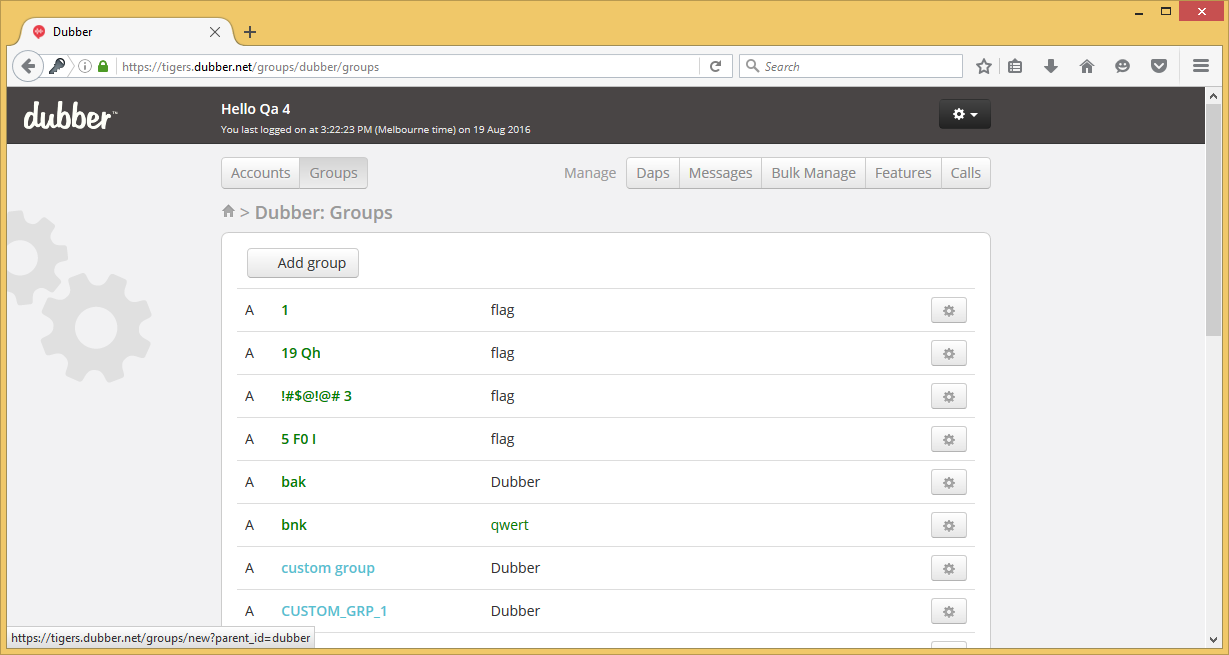 Dubber
https://tigers.dubber.net/groups/dubber/groups
Search
dubber™
Hello Qa 4
You last logged on at 3:22:23 PM (Melbourne time) on 19 Aug 2016
Accounts Groups Manage Daps Messages Bulk Manage Features Calls
> Dubber: Groups
Add group
A 1 flag
A 19 Qh flag
A !#$@!@# 3 flag
A 5 F0 I flag
A bak Dubber
A bnk qwert
A custom group Dubber
A CUSTOM_GRP_1 Dubber
https://tigers.dubber.net/groups/new?parent_id=dubber